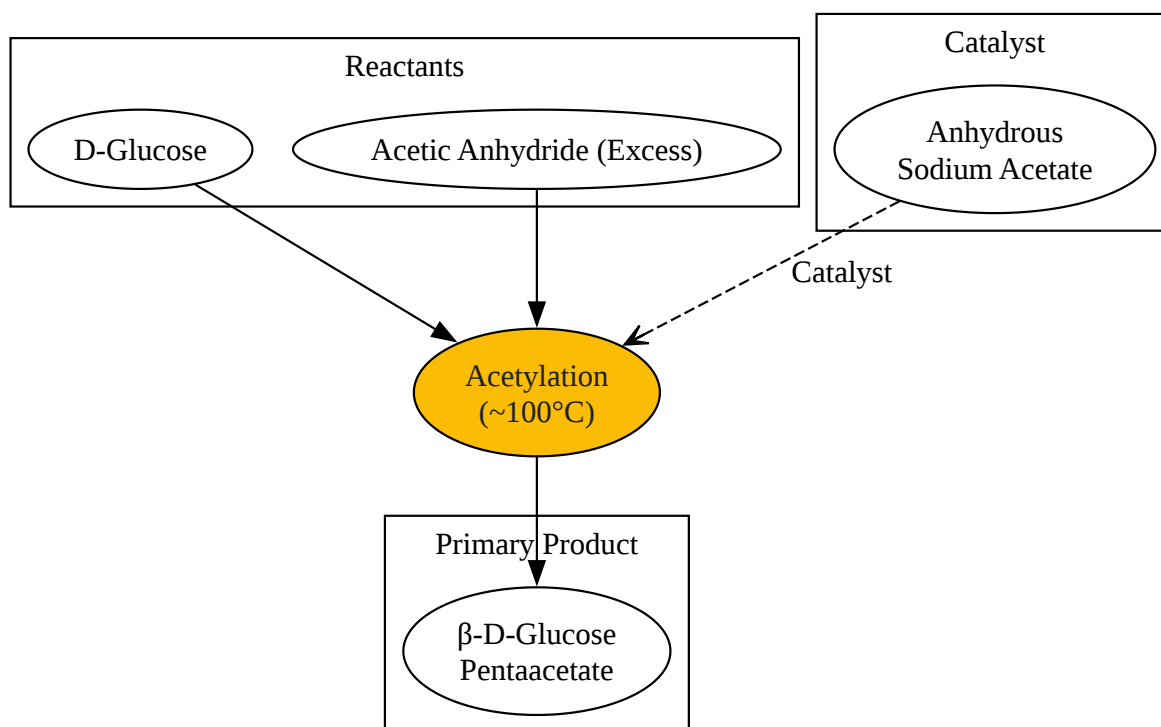 Reactants
Catalyst
D-Glucose
Acetic Anhydride (Excess)
Anhydrous
Sodium Acetate
Catalyst
Acetylation
(~100°C)
Primary Product
β-D-Glucose
Pentaacetate